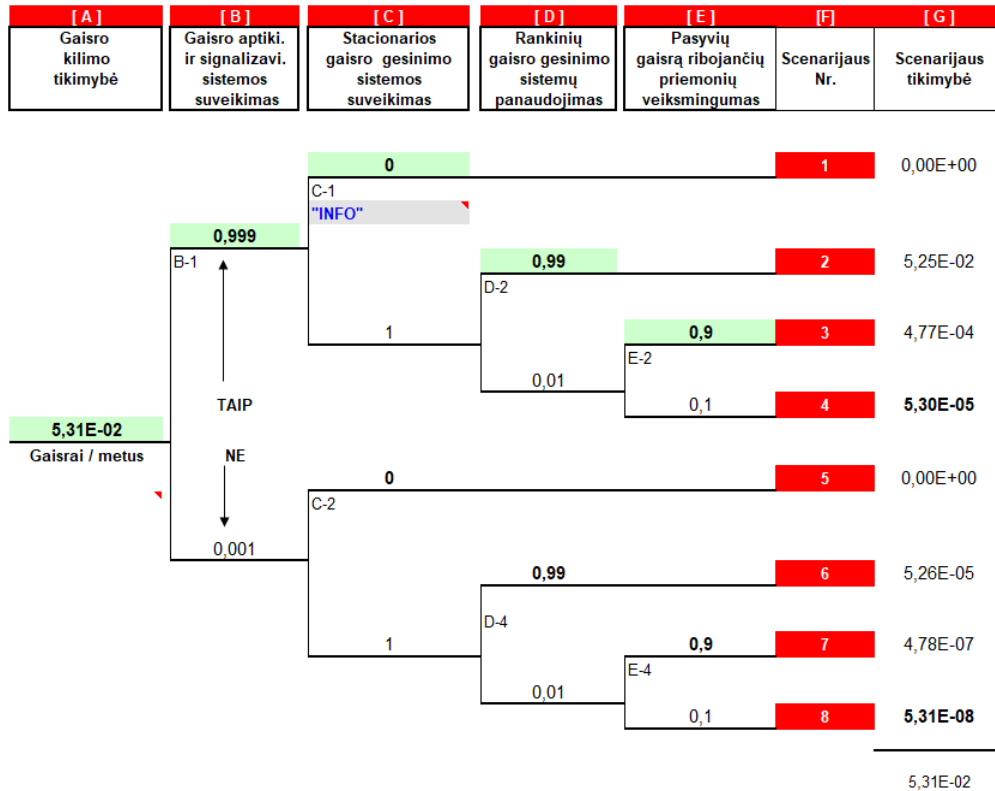 [ A ] [ B ] [ C ] [ D ] [ E ] [F] [ G ]
Gaisro
kilimo
tikimybė
Gaisro aptiki.
ir signalizavi.
sistemos
suveikimas
Stacionarios
gaisro gesinimo
sistemos
suveikimas
Rankinių
gaisro gesinimo
sistemų
panaudojimas
Pasyvių
gaisrą ribojančių
priemonių
veiksmingumas
Scenarijaus
Nr.
Scenarijaus
tikimybė
0 1 0,00E+00
C-1
"INFO"
0,999
B-1
0,99 2 5,25E-02
D-2
1
0,9 3 4,77E-04
E-2
0,01
0,1 4 5,30E-05
TAIP
5,31E-02
Gaisrai / metus
NE
0 5 0,00E+00
C-2
0,001
0,99 6 5,26E-05
D-4
1
0,9 7 4,78E-07
E-4
0,01
0,1 8 5,31E-08
5,31E-02